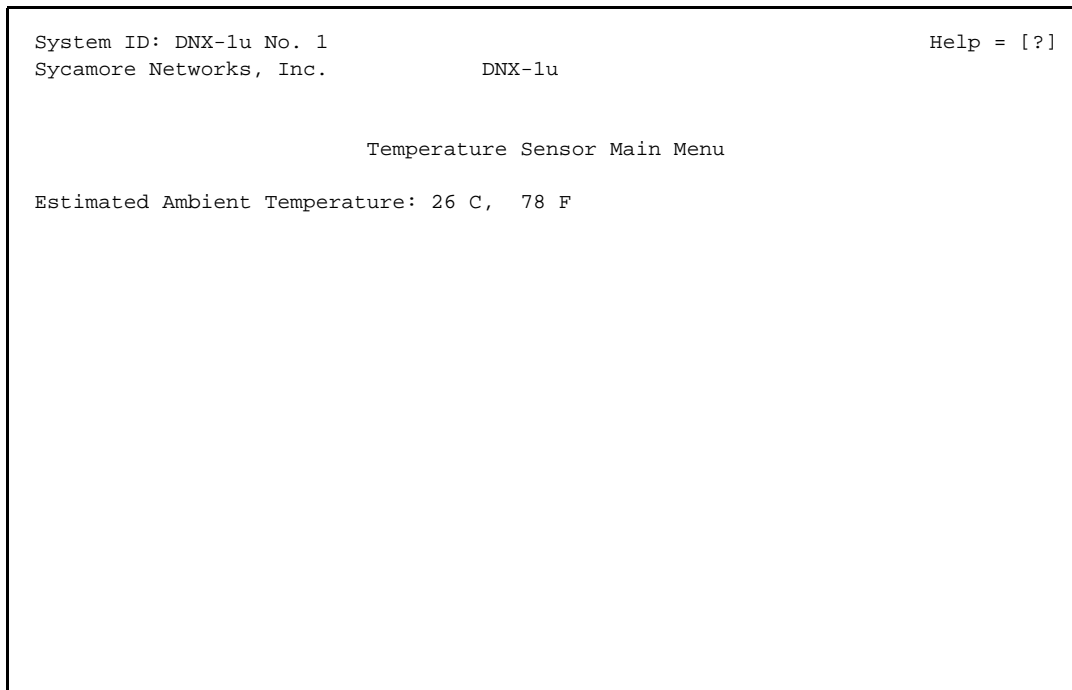 System ID: DNX-1u No. 1 Help = [?]
Sycamore Networks, Inc. DNX-1u
Temperature Sensor Main Menu
Estimated Ambient Temperature: 26 C, 78 F